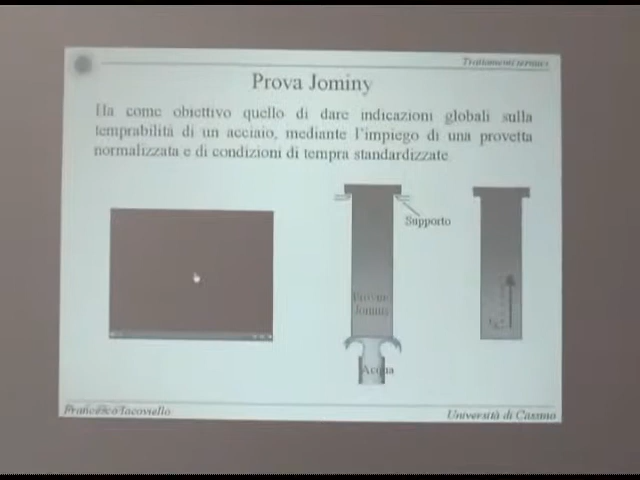 Trattamenti termici
Prova Jominy
Ha come obiettivo quello di dare indicazioni globali sulla
temprabilità di un acciaio, mediante l'impiego di una provetta
normalizzata e di condizioni di tempra standardizzate
Supporto
Provetta
Jominy
Acqua
Francesco Iacoviello
Università di Cassino